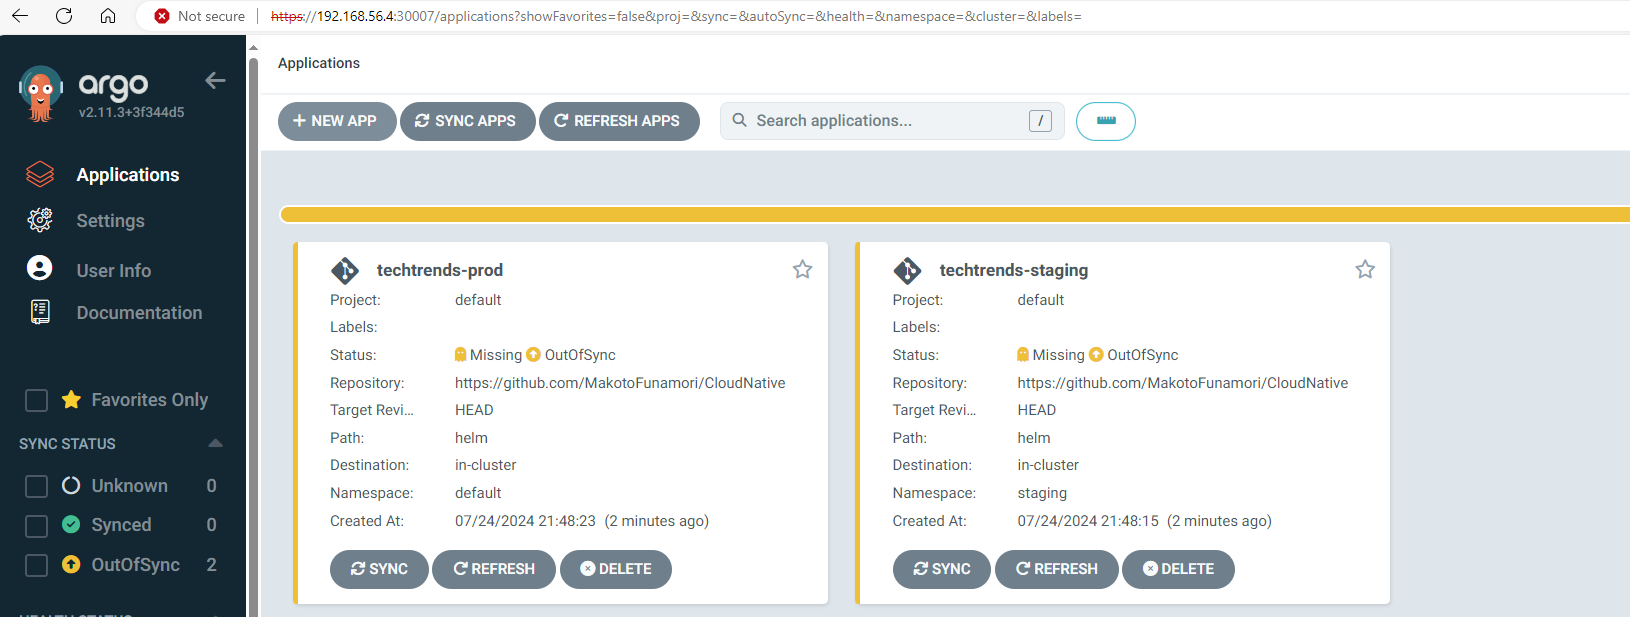 Not secure https://192.168.56.4:30007/applications?showFavorites=false&proj=&sync=&autoSync=&health=&namespace=&cluster=&labels=
argo
v2.11.3+3f344d5
Applications
Settings
User Info
Documentation
Favorites Only
SYNC STATUS
Unknown 0
Synced 0
OutOfSync 2
HEALTH STATUS
Applications
NEW APP SYNC APPS REFRESH APPS Search applications... /
techtrends-prod
Project: default
Labels:
Status: Missing OutOfSync
Repository: https://github.com/MakotoFunamori/CloudNative
Target Revi... HEAD
Path: helm
Destination: in-cluster
Namespace: default
Created At: 07/24/2024 21:48:23 (2 minutes ago)
SYNC REFRESH DELETE
techtrends-staging
Project: default
Labels:
Status: Missing OutOfSync
Repository: https://github.com/MakotoFunamori/CloudNative
Target Revi... HEAD
Path: helm
Destination: in-cluster
Namespace: staging
Created At: 07/24/2024 21:48:15 (2 minutes ago)
SYNC REFRESH DELETE